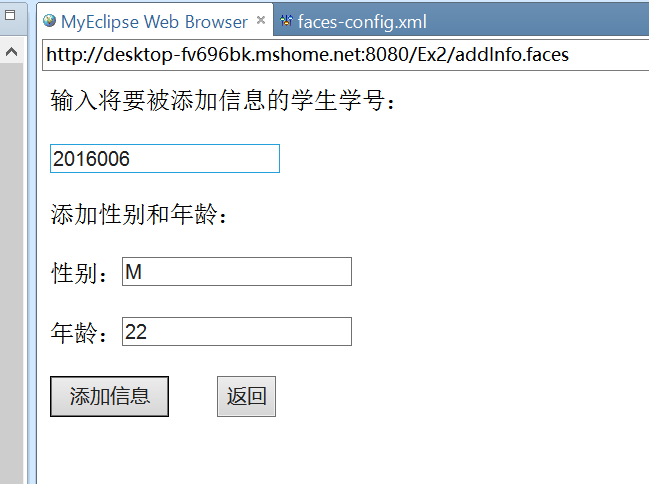 MyEclipse Web Browser faces-config.xml
http://desktop-fv696bk.mshome.net:8080/Ex2/addInfo.faces
输入将要被添加信息的学生学号：
2016006
添加性别和年龄：
性别： M
年龄： 22
添加信息 返回